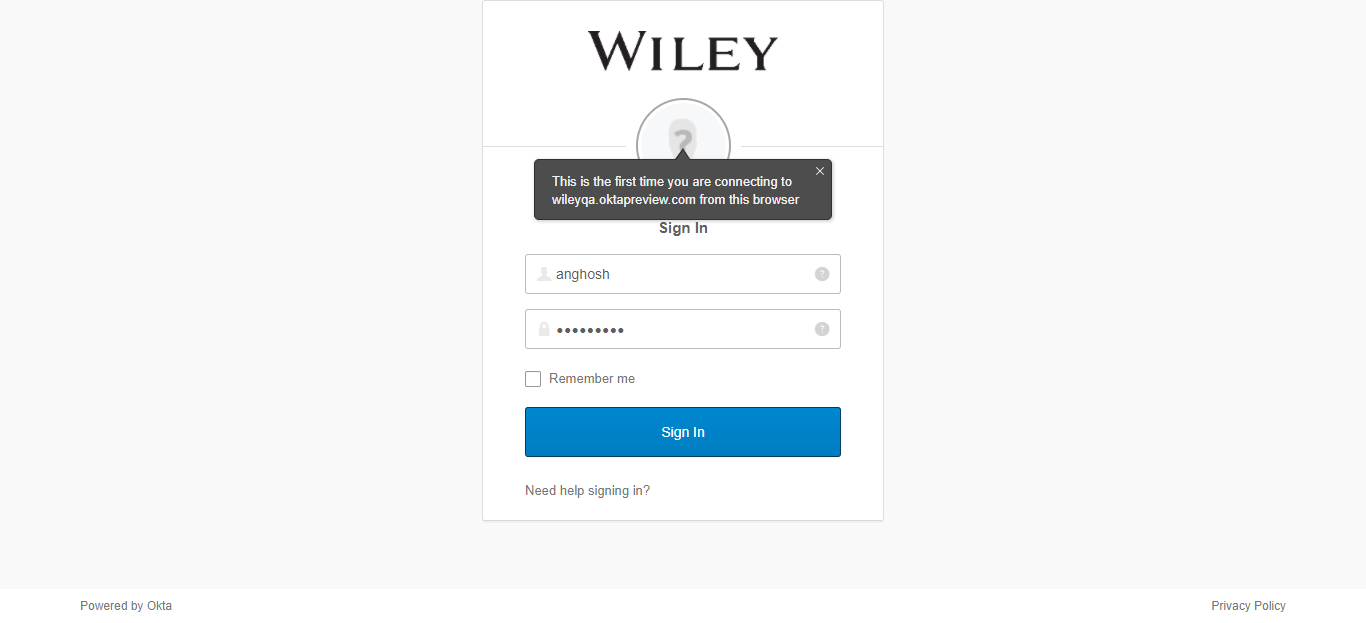 WILEY
?
This is the first time you are connecting to
wileyqa.oktapreview.com from this browser
Sign In
anghosh
?
•••••••••
?
Remember me
Sign In
Need help signing in?
Powered by Okta
Privacy Policy